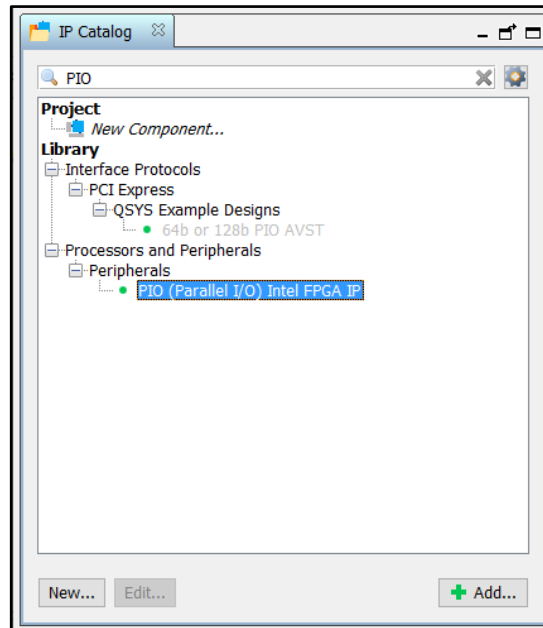 IP Catalog
PIO
Project
New Component...
Library
Interface Protocols
PCI Express
QSYS Example Designs
64b or 128b PIO AVST
Processors and Peripherals
Peripherals
PIO (Parallel I/O) Intel FPGA IP
New... Edit... Add...